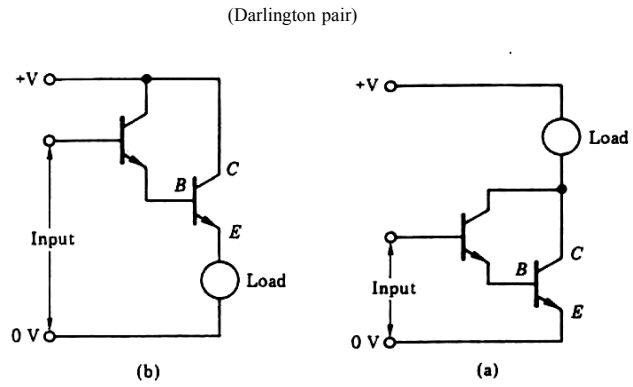 (Darlington pair)
+V
B
C
E
Input
Load
0 V
(b)
+V
Load
Input
B
C
E
0 V
(a)